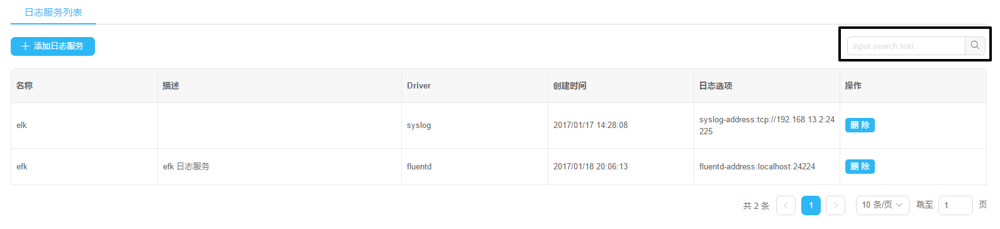 日志服务列表
添加日志服务
input search text
名称 描述 Driver 创建时间 日志选项 操作
elk syslog 2017/01/17 14:28:08 syslog-address:tcp://192.168.13.2:24
225 删 除
efk efk 日志服务 fluentd 2017/01/18 20:06:13 fluentd-address:localhost:24224 删 除
共 2 条 1 10 条/页 跳至 1 页